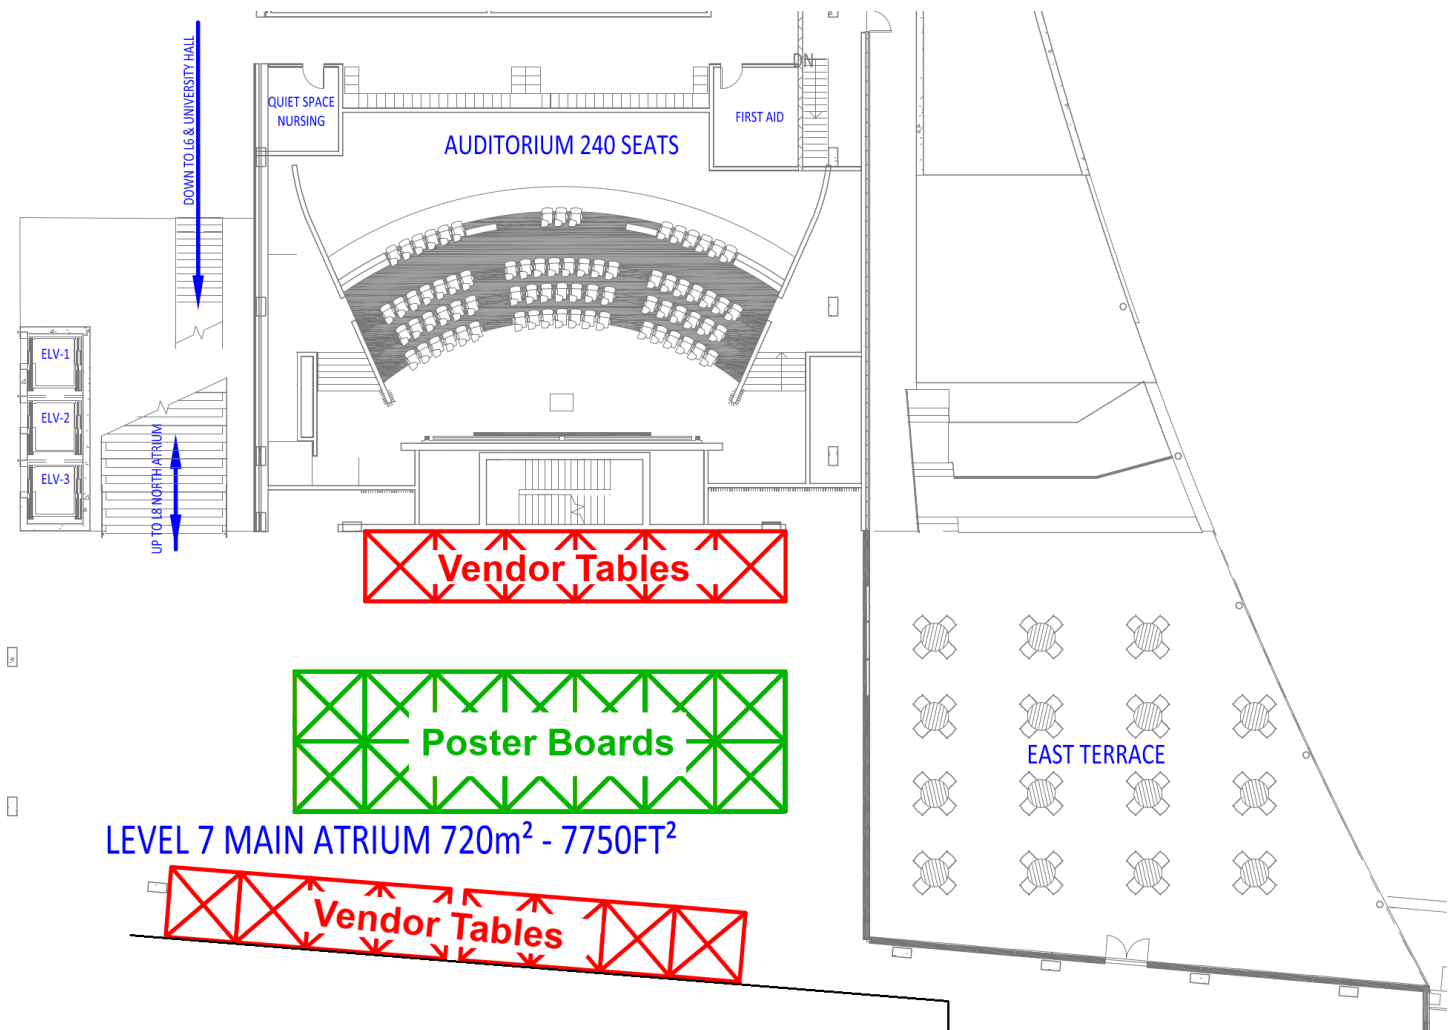 DOWN TO L6 & UNIVERSITY HALL
QUIET SPACE
NURSING
AUDITORIUM 240 SEATS
FIRST AID
DN
ELV-1
ELV-2
ELV-3
UP TO L8 NORTH ATRIUM
Vendor Tables
Poster Boards
EAST TERRACE
LEVEL 7 MAIN ATRIUM 720m² - 7750FT²
Vendor Tables